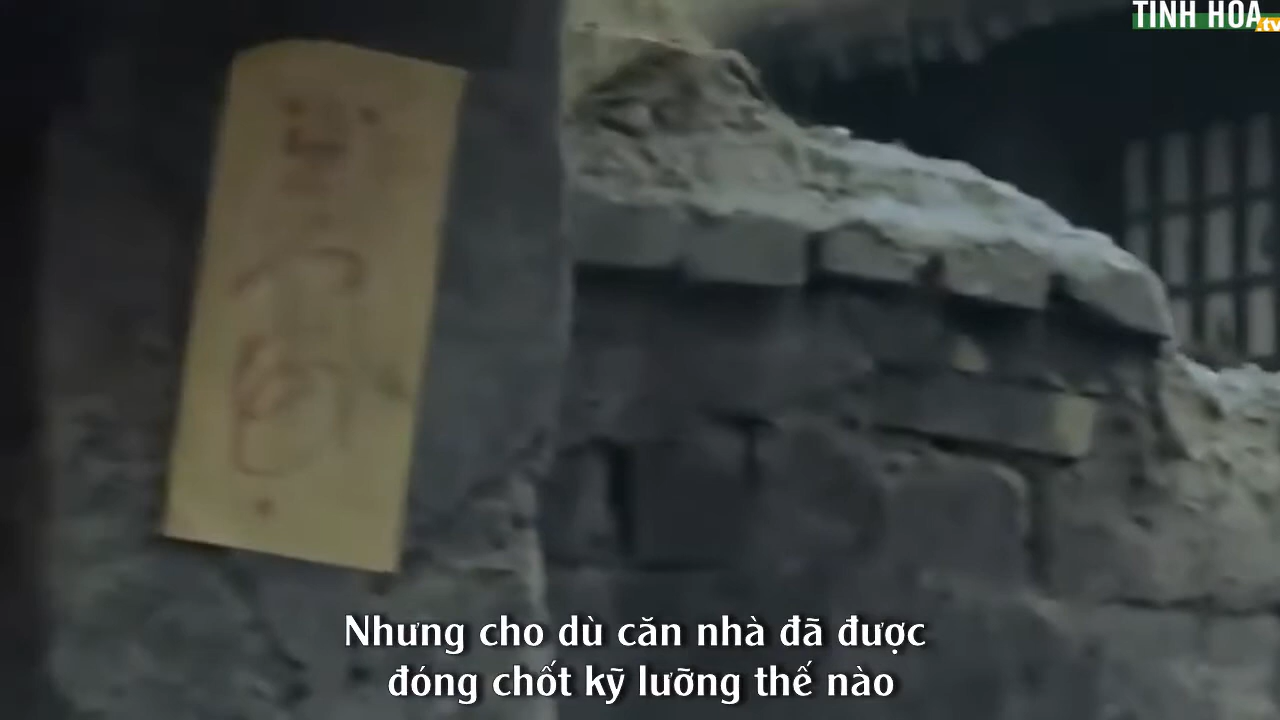 TINH HOA
.tv
Nhưng cho dù căn nhà đã được
đóng chốt kỹ lưỡng thế nào